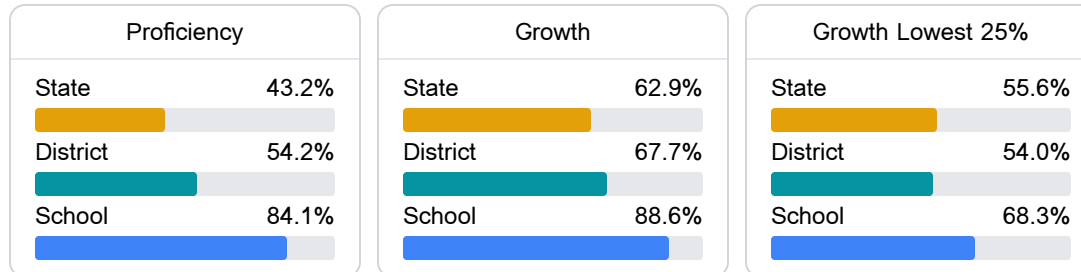 Proficiency
State 43.2%
District 54.2%
School 84.1%
Growth
State 62.9%
District 67.7%
School 88.6%
Growth Lowest 25%
State 55.6%
District 54.0%
School 68.3%